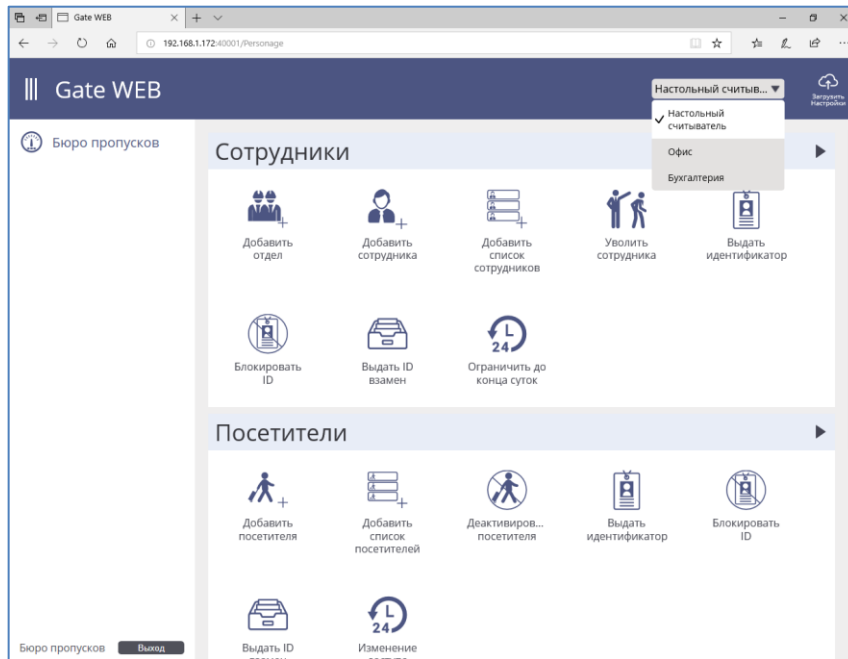 Gate WEB
192.168.1.172:40001/Personage
Gate WEB
Настольный считыв...
Загрузить
Настройки
Настольный
считыватель
Офис
Бухгалтерия
Бюро пропусков
Сотрудники
Добавить
отдел
Добавить
сотрудника
Добавить
список
сотрудников
Уволить
сотрудника
Выдать
идентификатор
Блокировать
ID
Выдать ID
взамен
Ограничить до
конца суток
24
Посетители
Добавить
посетителя
Добавить
список
посетителей
Деактивиров...
посетителя
Выдать
идентификатор
Блокировать
ID
24
Выдать ID
Изменение
Бюро пропусков
Выход